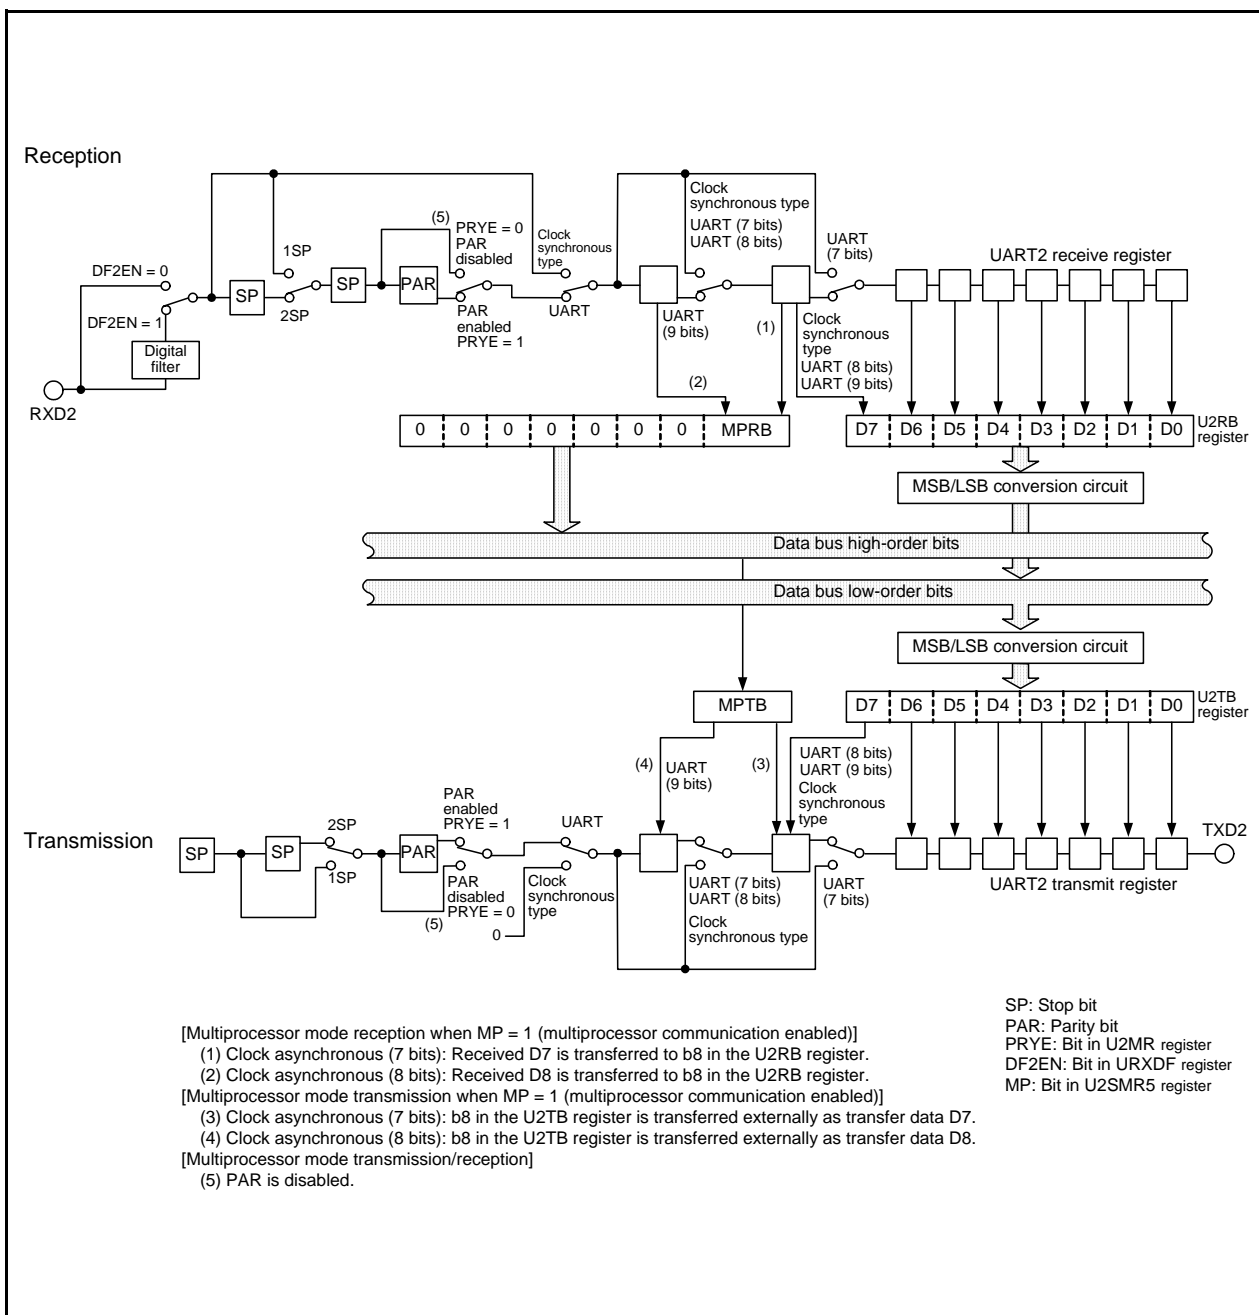 Reception
(5)
PRYE = 0
PAR
disabled
Clock
synchronous
type
Clock
synchronous type
UART (7 bits)
UART (8 bits)
UART
(7 bits)
UART2 receive register
1SP
DF2EN = 0
SP
SP
PAR
2SP
DF2EN = 1
PAR
enabled
PRYE = 1
UART
UART
(9 bits)
(1)
Clock
synchronous
type
UART (8 bits)
UART (9 bits)
Digital
filter
(2)
RXD2
0 0 0 0 0 0 0 MPRB
D7 D6 D5 D4 D3 D2 D1 D0
U2RB
register
MSB/LSB conversion circuit
Data bus high-order bits
Data bus low-order bits
MSB/LSB conversion circuit
MPTB
D7 D6 D5 D4 D3 D2 D1 D0
U2TB
register
(4)
UART
(9 bits)
(3)
UART (8 bits)
UART (9 bits)
Clock
synchronous
type
PAR
enabled
PRYE = 1
UART
2SP
Transmission
TXD2
SP
SP
PAR
1SP
PAR
disabled
PRYE = 0
(5)
Clock
synchronous
type
0
UART (7 bits)
UART (8 bits)
Clock
synchronous type
UART
(7 bits)
UART2 transmit register
SP: Stop bit
PAR: Parity bit
PRYE: Bit in U2MR register
DF2EN: Bit in URXDF register
MP: Bit in U2SMR5 register
[Multiprocessor mode reception when MP = 1 (multiprocessor communication enabled)]
(1) Clock asynchronous (7 bits): Received D7 is transferred to b8 in the U2RB register.
(2) Clock asynchronous (8 bits): Received D8 is transferred to b8 in the U2RB register.
[Multiprocessor mode transmission when MP = 1 (multiprocessor communication enabled)]
(3) Clock asynchronous (7 bits): b8 in the U2TB register is transferred externally as transfer data D7.
(4) Clock asynchronous (8 bits): b8 in the U2TB register is transferred externally as transfer data D8.
[Multiprocessor mode transmission/reception]
(5) PAR is disabled.